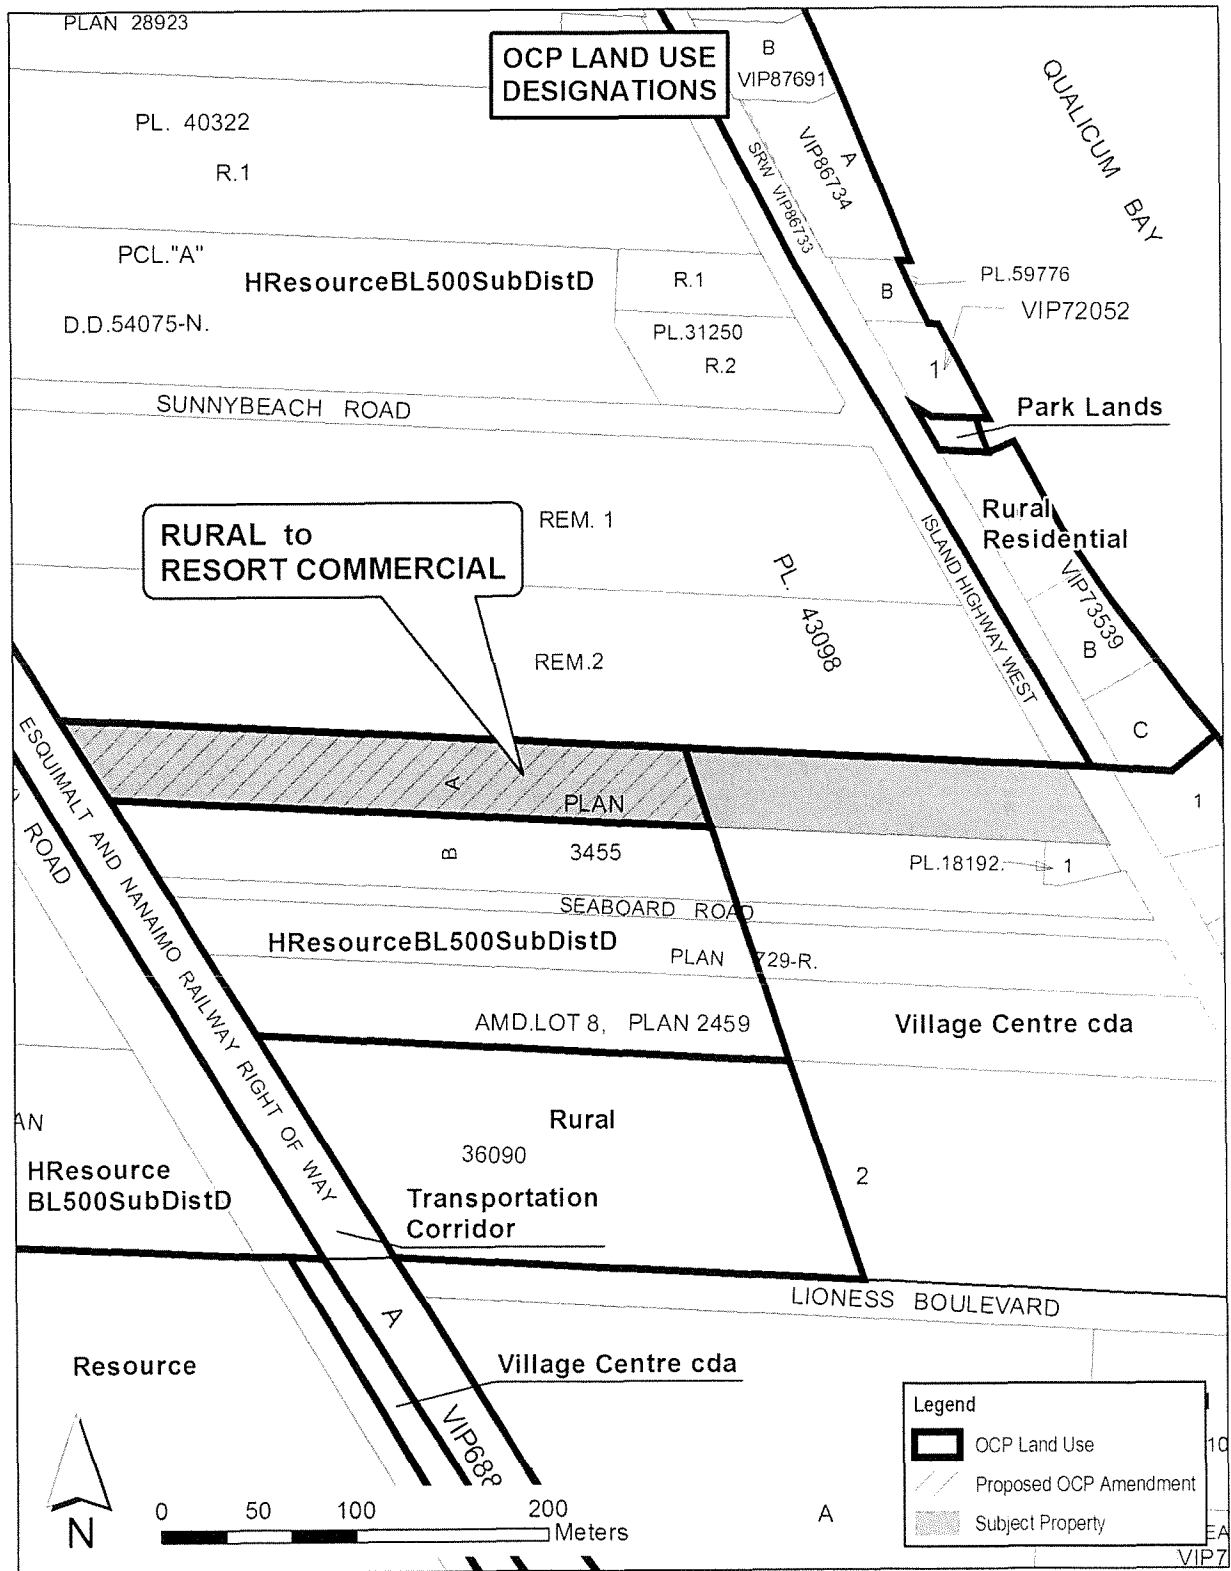 PLAN 28923
OCP LAND USE
DESIGNATIONS
B
VIP87691
QUALICUM BAY
PL. 40322
R.1
A
VIP86734
SRW VIP86733
PCL."A"
HResourceBL500SubDistD
R.1
B
PL.59776
VIP72052
D.D.54075-N.
PL.31250
R.2
1
SUNNYBEACH ROAD
Park Lands
RURAL to
RESORT COMMERCIAL
REM. 1
ISLAND HIGHWAY WEST
Rural
Residential
PL. 43098
VIP73539
B
REM.2
C
ESQUIMALT AND NANAIMO RAILWAY RIGHT OF WAY
ROAD
A
PLAN
1
B
3455
PL.18192.
1
SEABOARD ROAD
HResourceBL500SubDistD
PLAN 729-R.
AMD.LOT 8, PLAN 2459
Village Centre cda
AN
Rural
36090
2
HResource
BL500SubDistD
Transportation
Corridor
LIONESS BOULEVARD
A
Resource
Village Centre cda
VIP688
Legend
OCP Land Use
Proposed OCP Amendment
Subject Property
10
EA
VIP7
A
N
0 50 100 200
Meters